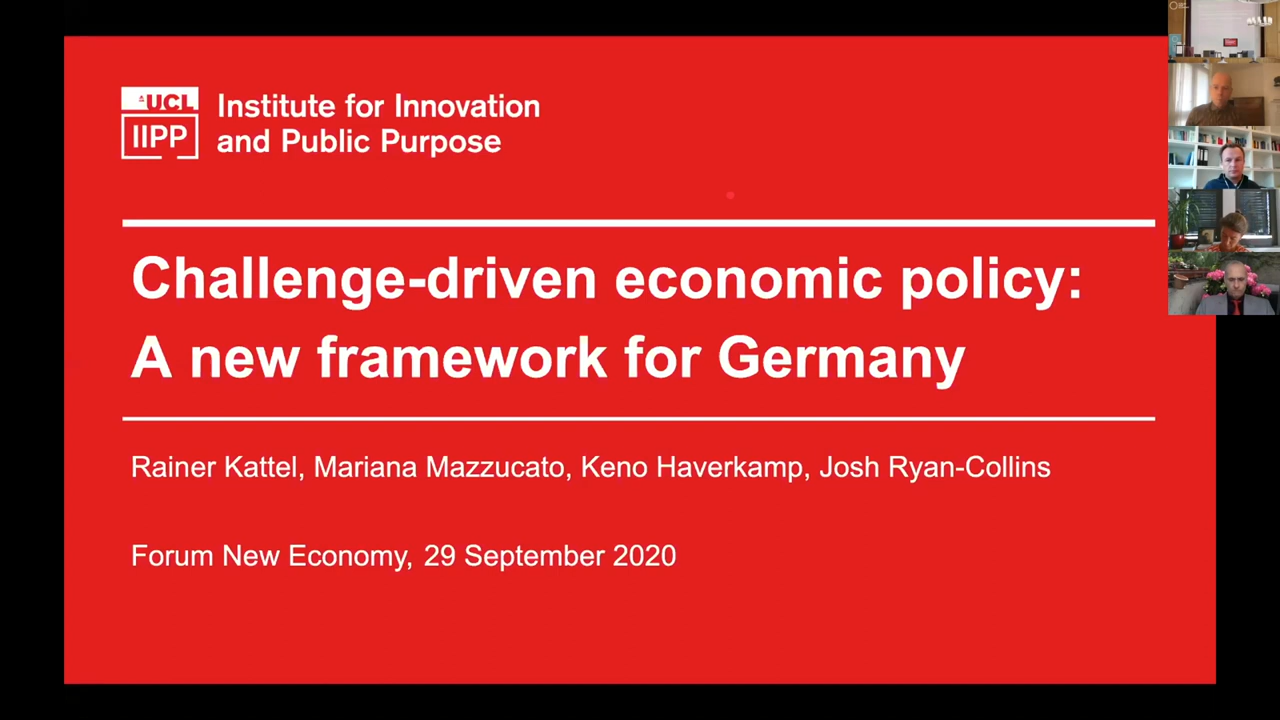 UCL
IIPP
Institute for Innovation
and Public Purpose
Challenge-driven economic policy:
A new framework for Germany
Rainer Kattel, Mariana Mazzucato, Keno Haverkamp, Josh Ryan-Collins
Forum New Economy, 29 September 2020